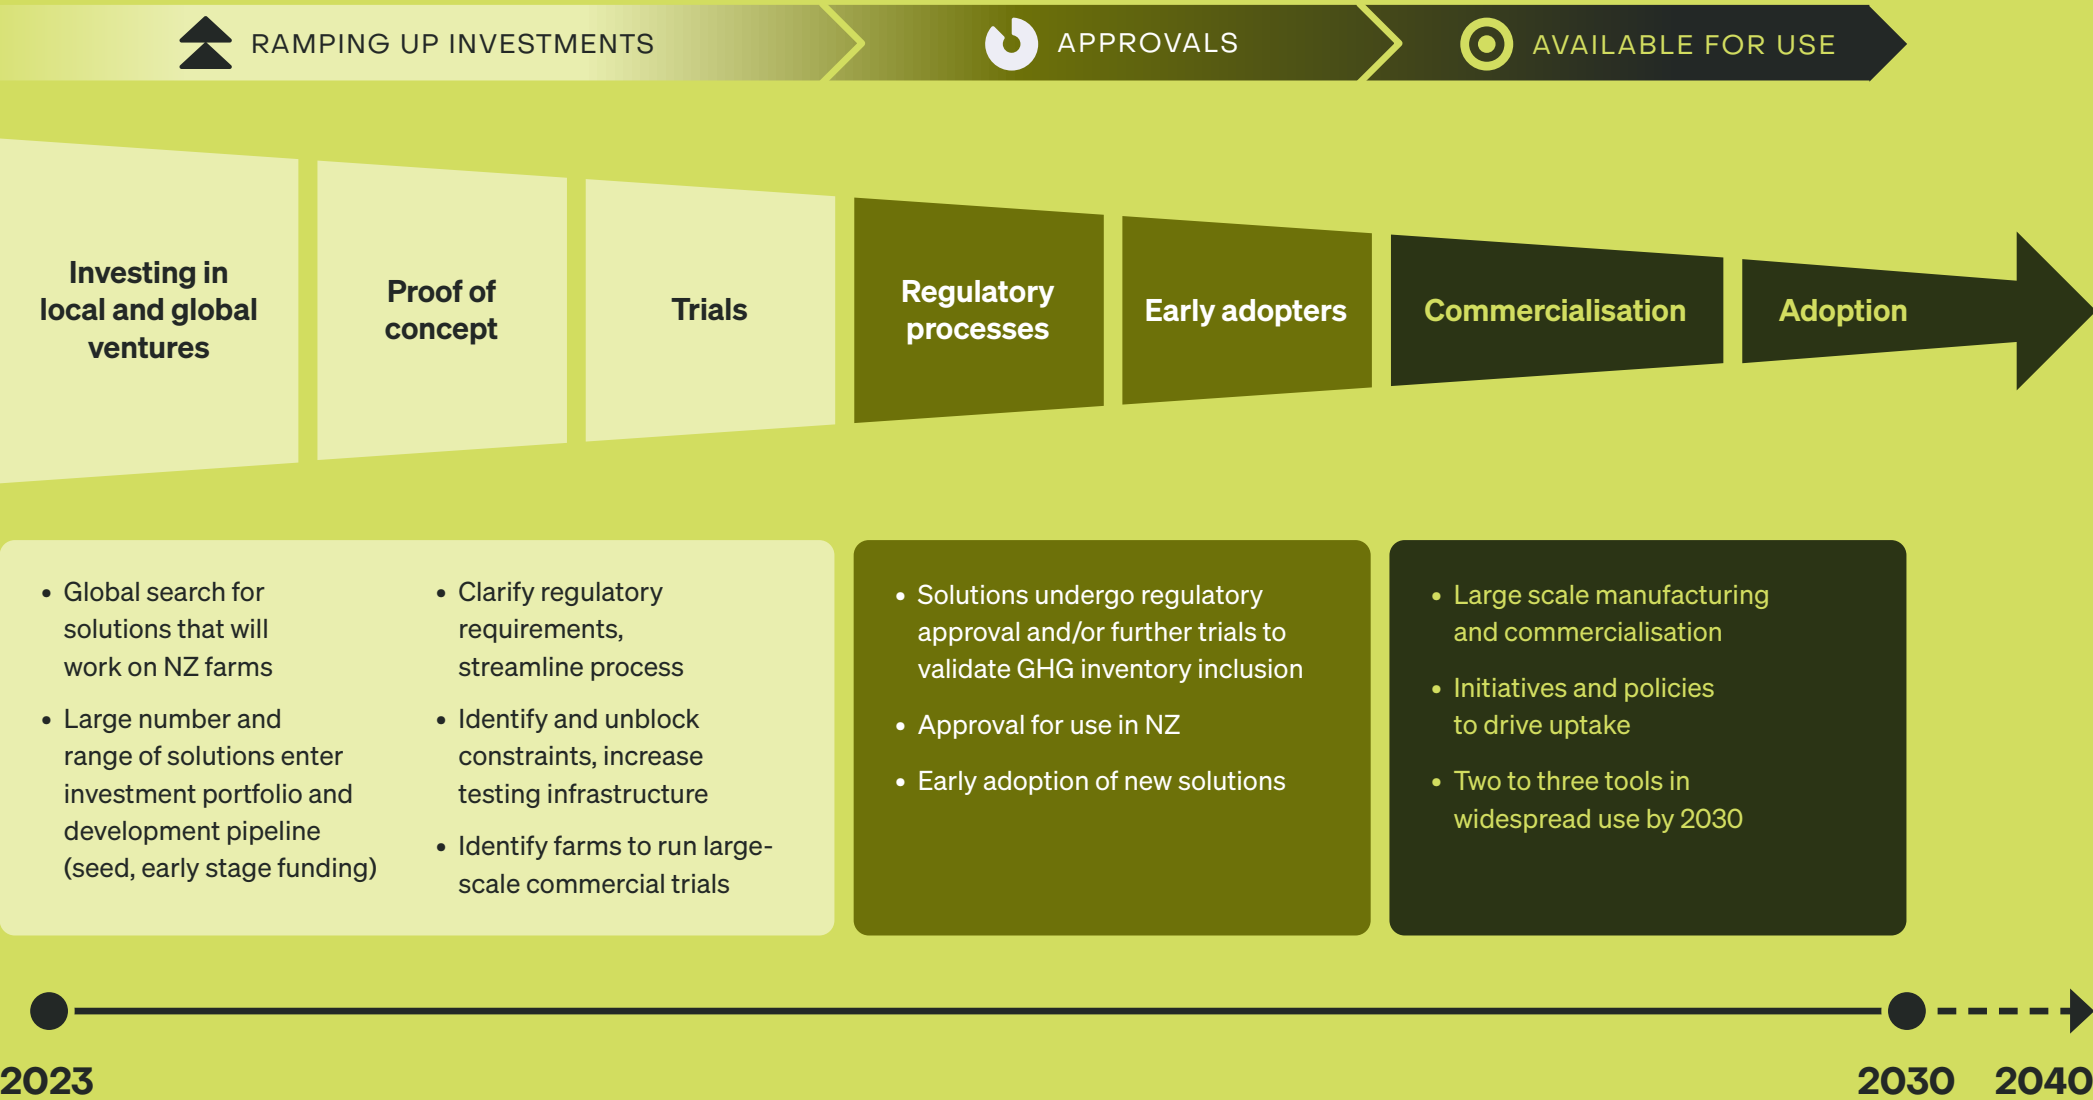 RAMPING UP INVESTMENTS
APPROVALS
AVAILABLE FOR USE
Investing in
local and global
ventures
Proof of
concept
Trials
Regulatory
processes
Early adopters
Commercialisation
Adoption
• Global search for
solutions that will
work on NZ farms
• Large number and
range of solutions enter
investment portfolio and
development pipeline
(seed, early stage funding)
• Clarify regulatory
requirements,
streamline process
• Identify and unblock
constraints, increase
testing infrastructure
• Identify farms to run large-
scale commercial trials
• Solutions undergo regulatory
approval and/or further trials to
validate GHG inventory inclusion
• Approval for use in NZ
• Early adoption of new solutions
• Large scale manufacturing
and commercialisation
• Initiatives and policies
to drive uptake
• Two to three tools in
widespread use by 2030
2023
2030
2040